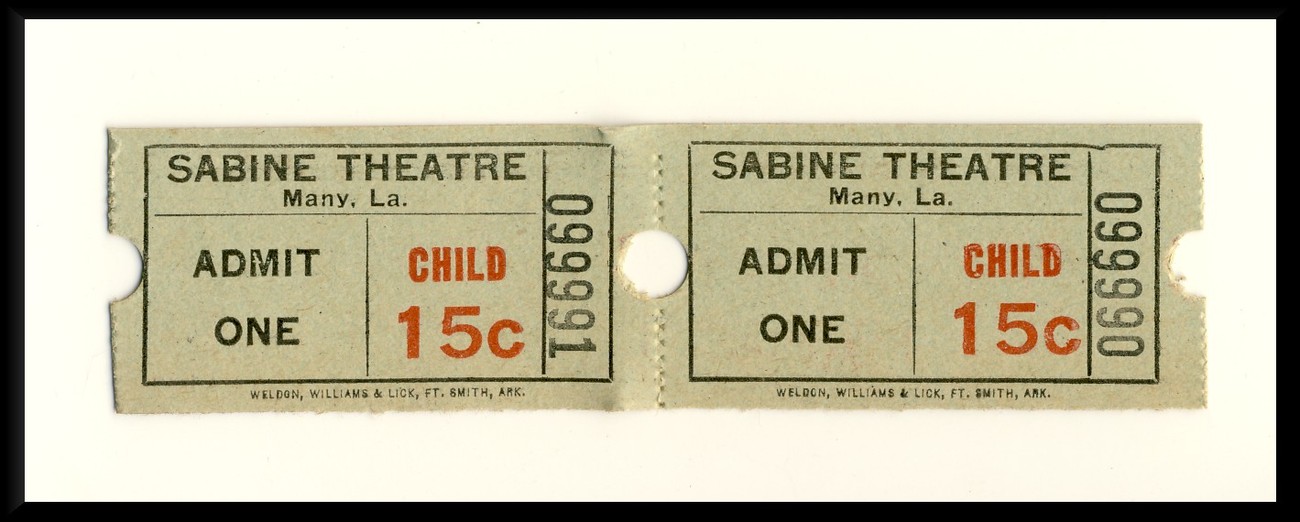 SABINE THEATRE
Many, La.
ADMIT
ONE
CHILD
15c
099991
WELDON, WILLIAMS & LICK, FT. SMITH, ARK.
SABINE THEATRE
Many, La.
ADMIT
ONE
CHILD
15c
099990
WELDON, WILLIAMS & LICK, FT. SMITH, ARK.